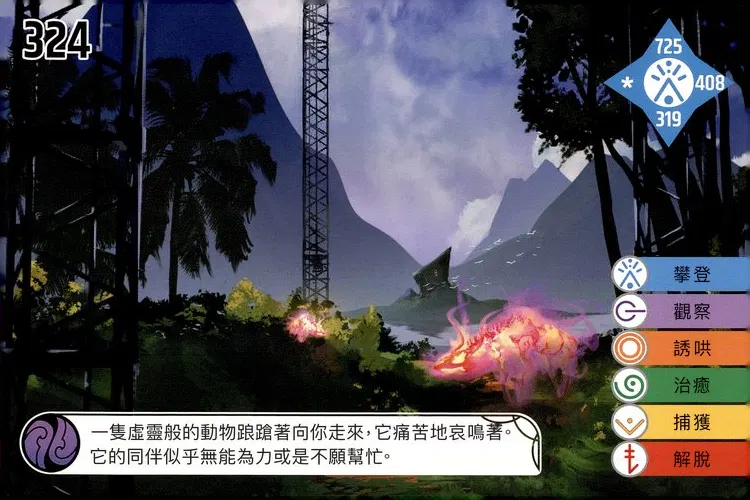 324
725
* 408
319
攀登
觀察
誘哄
治癒
捕獲
解脫
一隻虛靈般的動物踉蹌著向你走來，它痛苦地哀鳴著。
它的同伴似乎無能為力或是不願幫忙。